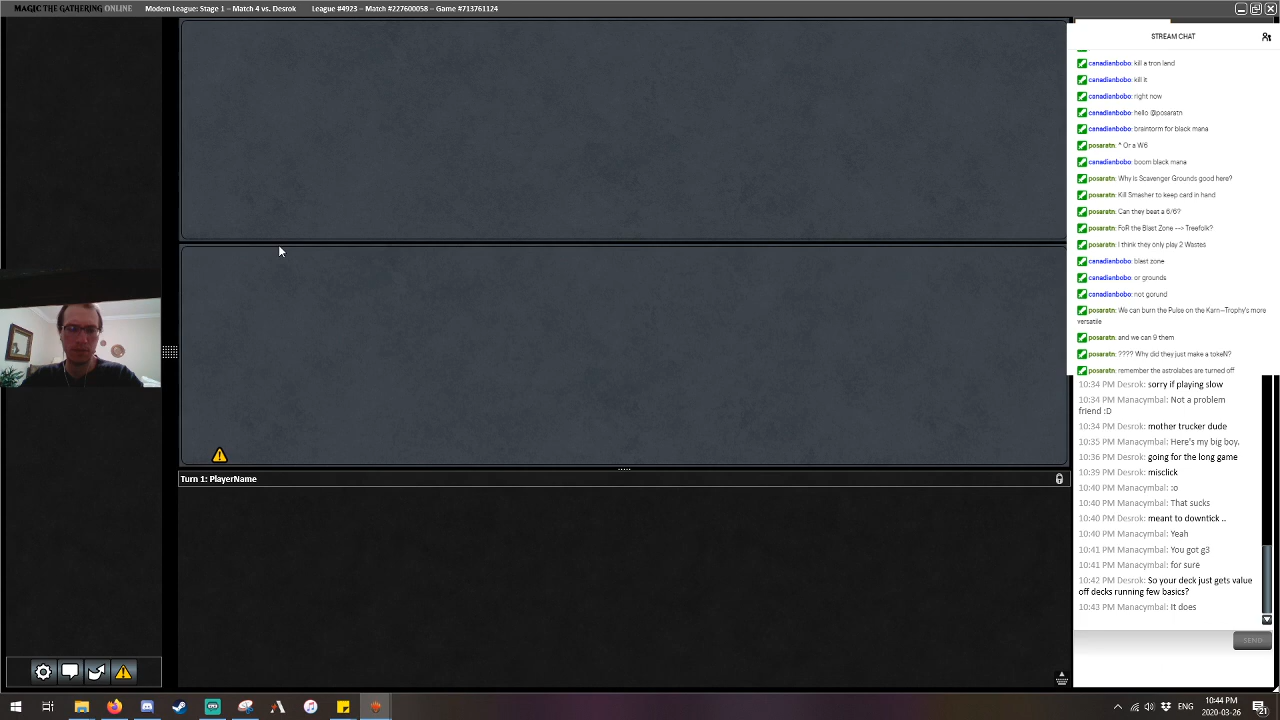 MAGIC THE GATHERING ONLINE Modern League: Stage 1 – Match 4 vs. Desrok League #4923 Match #227600058 – Game #713761124
STREAM CHAT
canadianbobo: kill a tron land
canadianbobo: kill it
canadianbobo: right now
canadianbobo: hello @posaratn
canadianbobo: braintorm for black mana
posaratn: ^ Or a W6
canadianbobo: boom black mana
posaratn: Why is Scavenger Grounds good here?
posaratn: Kill Smasher to keep card in hand
posaratn: Can they beat a 6/6?
posaratn: FoR the Blast Zone --> Treefolk?
posaratn: I think they only play 2 Wastes
canadianbobo: blast zone
canadianbobo: or grounds
canadianbobo: not gorund
posaratn: We can burn the Pulse on the Karn--Trophy's more
versatile
posaratn: and we can 9 them
posaratn: ???? Why did they just make a tokeN?
posaratn: remember the astrolabes are turned off
10:34 PM Desrok: sorry if playing slow
10:34 PM Manacymbal: Not a problem
friend :D
10:34 PM Desrok: mother trucker dude
10:35 PM Manacymbal: Here's my big boy.
10:36 PM Desrok: going for the long game
10:39 PM Desrok: misclick
10:40 PM Manacymbal: :o
10:40 PM Manacymbal: That sucks
10:40 PM Desrok: meant to downtick ..
10:40 PM Manacymbal: Yeah
10:41 PM Manacymbal: You got g3
10:41 PM Manacymbal: for sure
10:42 PM Desrok: So your deck just gets value
off decks running few basics?
10:43 PM Manacymbal: It does
SEND
Turn 1: PlayerName
ENG
10:44 PM
2020-03-26
21